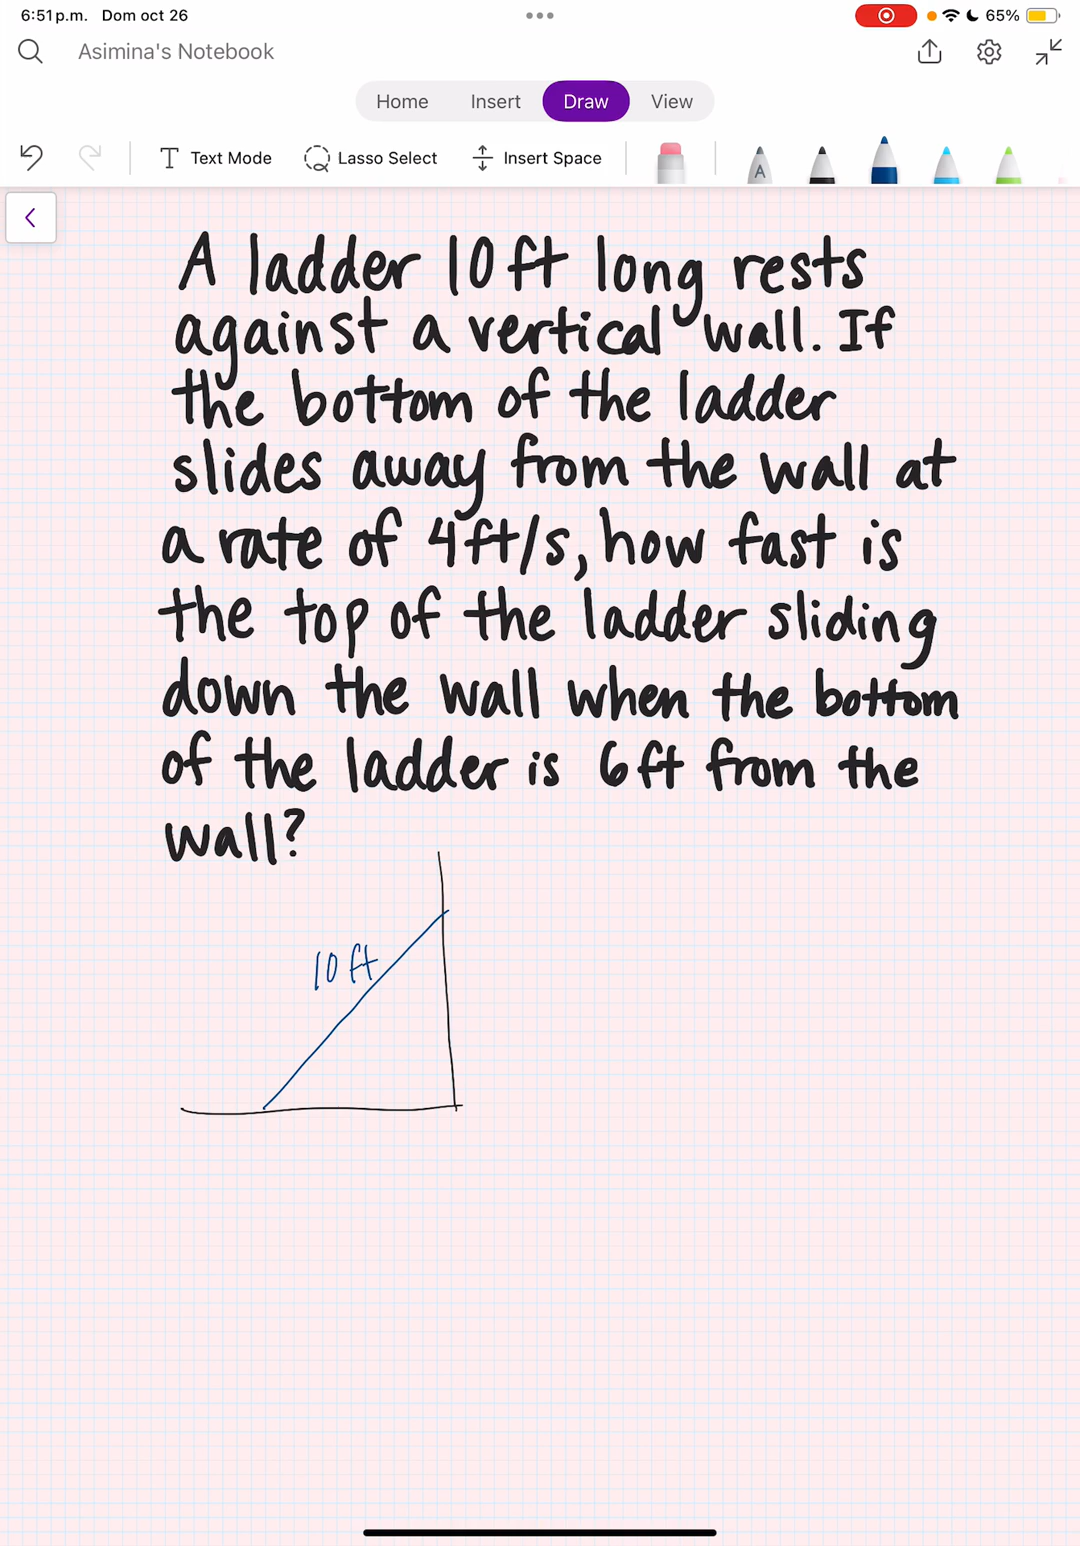 6:51 p.m. Dom oct 26
65%
Asimina's Notebook
Home Insert Draw View
Text Mode Lasso Select Insert Space
A
A ladder 10 ft long rests
against a vertical wall. If
the bottom of the ladder
slides away from the wall at
a rate of 4ft/s, how fast is
the top of the ladder sliding
down the wall when the bottom
of the ladder is 6ft from the
wall?
10 ft